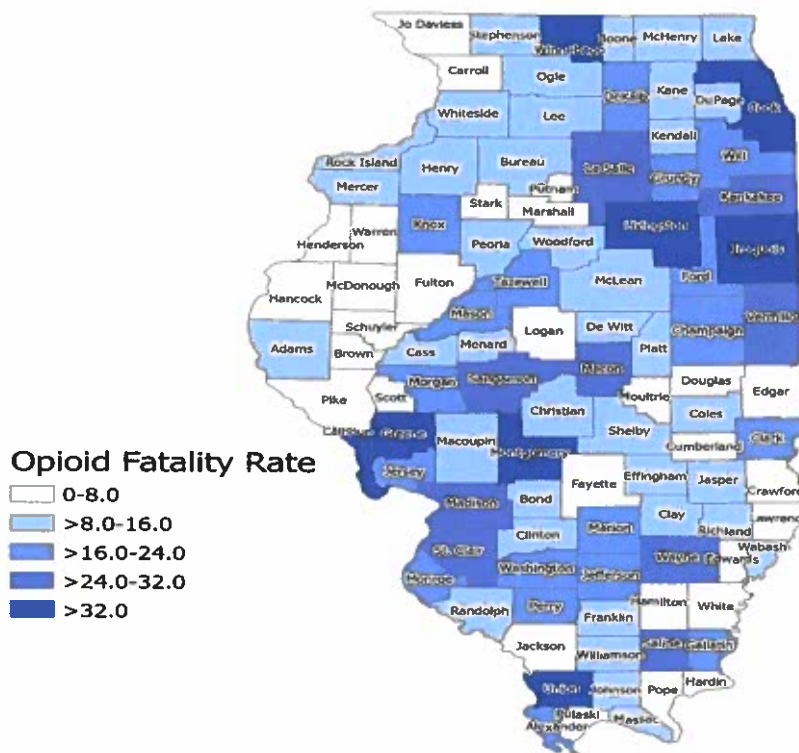 Jo Daviess
Stephenson
Winnebago
Boone
McHenry
Lake
Carroll
Ogle
DeKalb
Kane
DuPage
Cook
Whiteside
Lee
Kendall
Will
Rock Island
Henry
Bureau
La Salle
Grundy
Mercer
Putnam
Kankakee
Stark
Marshall
Knox
Livingston
Henderson
Warren
Peoria
Woodford
Iroquois
Fulton
Tazewell
McLean
Ford
Hancock
McDonough
Mason
Schuyler
Logan
De Witt
Champaign
Vermilion
Adams
Brown
Cass
Menard
Piatt
Macon
Morgan
Sangamon
Douglas
Edgar
Pike
Scott
Moultrie
Christian
Coles
Calhoun
Greene
Macoupin
Shelby
Cumberland
Clark
Montgomery
Opioid Fatality Rate
Jersey
Fayette
Effingham
Jasper
Crawford
0-8.0
Madison
Bond
Clay
Richland
Lawrenc
>8.0-16.0
Clinton
Marion
Wabash
>16.0-24.0
St. Clair
Wayne
Edwards
>24.0-32.0
Monroe
Washington
Jefferson
>32.0
Randolph
Perry
Hamilton
White
Franklin
Jackson
Saline
Gallatin
Williamson
Union
Johnson
Pope
Hardin
Alexander
Pulaski
Massac